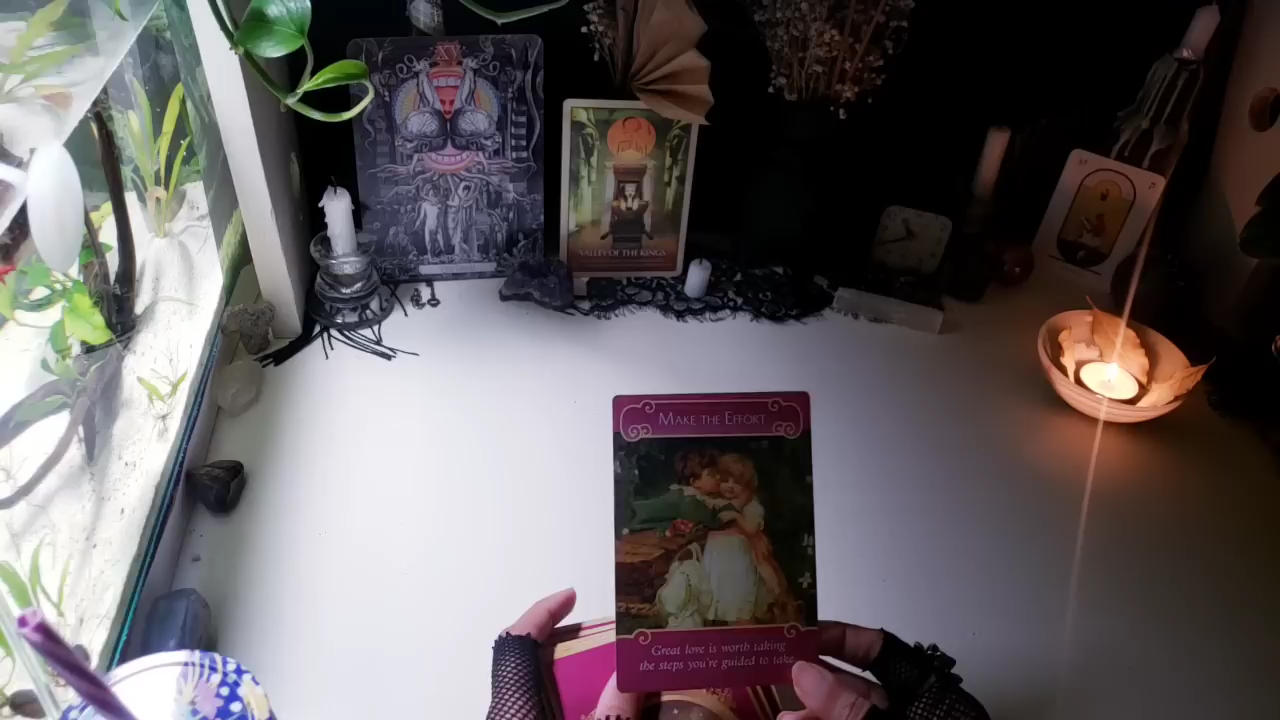 XV
VALLEY OF THE KINGS
MAKE THE EFFORT
Great love is worth taking
the steps you're guided to take.